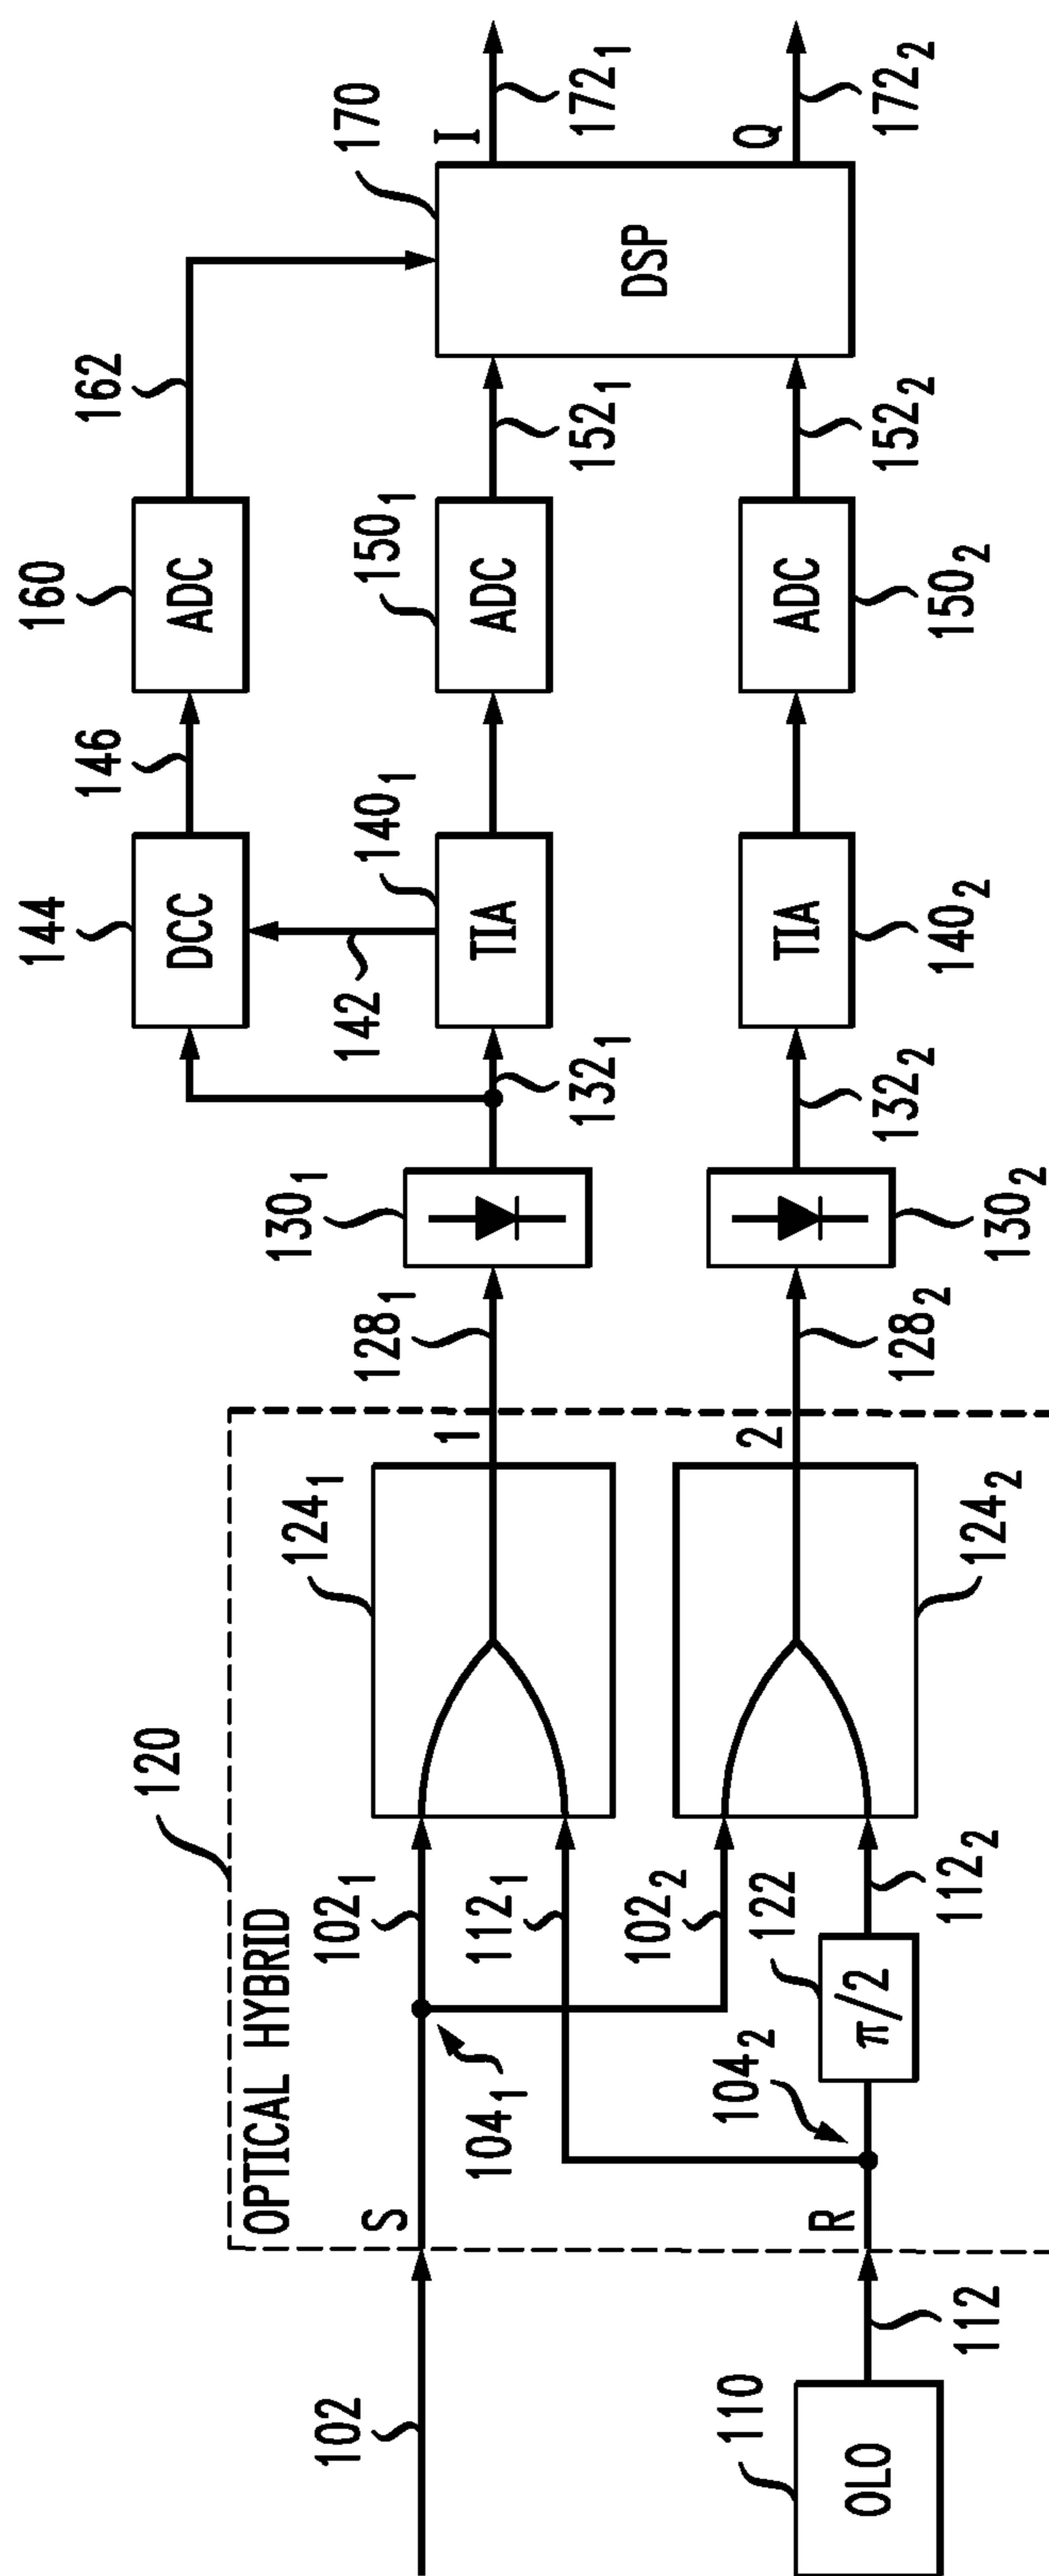 120
OPTICAL HYBRID
102
S
104₁
102₁
112₁
102₂
124₁
1
128₁
130₁
132₁
142
144
DCC
146
160
ADC
162
140₁
TIA
150₁
ADC
152₁
170
DSP
I
172₁
110
OLO
112
R
104₂
122
π/2
112₂
124₂
2
128₂
130₂
132₂
TIA
140₂
ADC
150₂
152₂
Q
172₂